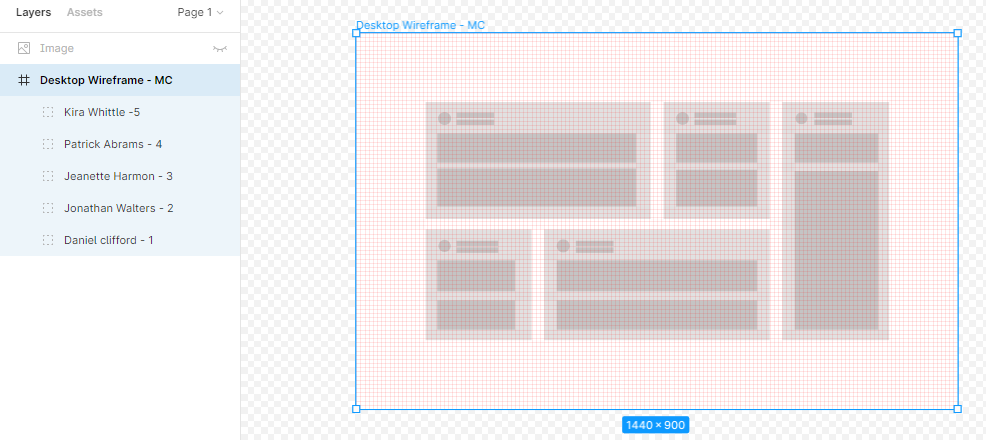 Layers Assets Page 1
Image
Desktop Wireframe - MC
Kira Whittle -5
Patrick Abrams - 4
Jeanette Harmon - 3
Jonathan Walters - 2
Daniel clifford - 1
Desktop Wireframe - MC
1440 × 900